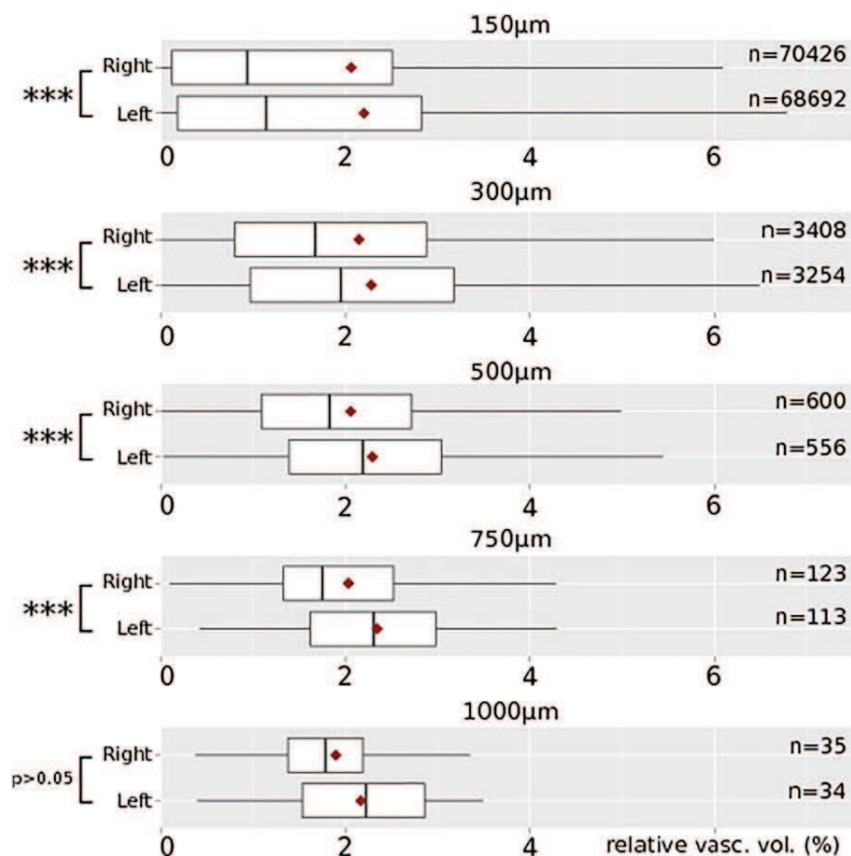 150µm
Right
n=70426
***
Left
n=68692
0 2 4 6
300µm
Right
n=3408
***
Left
n=3254
0 2 4 6
500µm
Right
n=600
***
Left
n=556
0 2 4 6
750µm
Right
n=123
***
Left
n=113
0 2 4 6
1000µm
Right
n=35
p>0.05
Left
n=34
0 2 4 relative vasc. vol. (%)